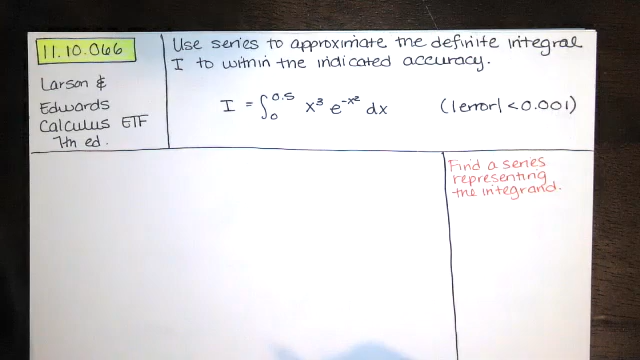 11.10.066
Larson &
Edwards
Calculus ETF
7th ed.
Use series to approximate the definite integral
I to within the indicated accuracy.
I = ∫₀^0.5 x³ e^-x² dx (|error| < 0.001)
Find a series
representing
the integrand.